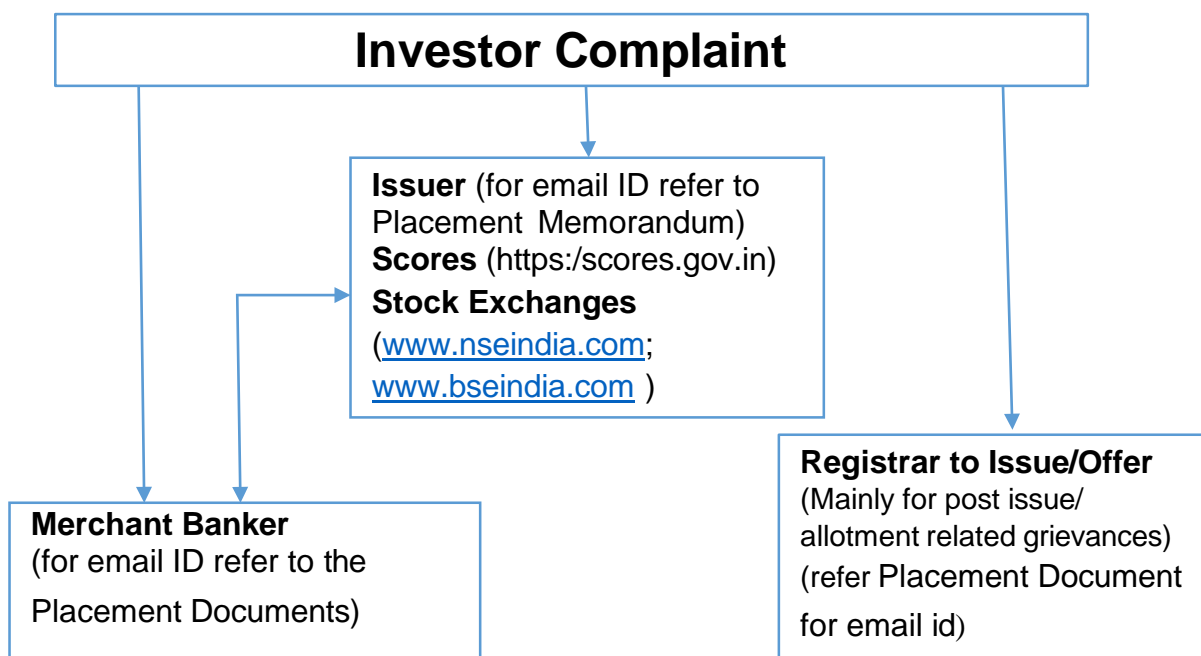 Investor Complaint
Issuer (for email ID refer to
Placement Memorandum)
Scores (https:/scores.gov.in)
Stock Exchanges
(www.nseindia.com;
www.bseindia.com )
Registrar to Issue/Offer
(Mainly for post issue/
allotment related grievances)
(refer Placement Document
for email id)
Merchant Banker
(for email ID refer to the
Placement Documents)